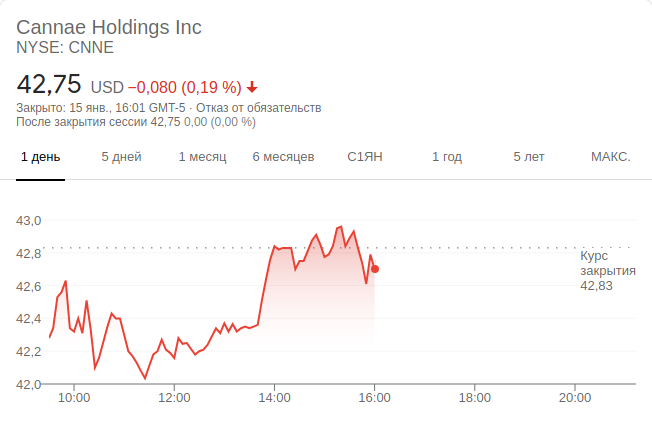 Cannae Holdings Inc
NYSE: CNNE
42,75 USD −0,080 (0,19 %)
Закрыто: 15 янв., 16:01 GMT-5 · Отказ от обязательств
После закрытия сессии 42,75 0,00 (0,00 %)
1 день 5 дней 1 месяц 6 месяцев С1ЯН 1 год 5 лет МАКС.
43,0
42,8
Курс
закрытия
42,83
42,6
42,4
42,2
42,0
10:00 12:00 14:00 16:00 18:00 20:00